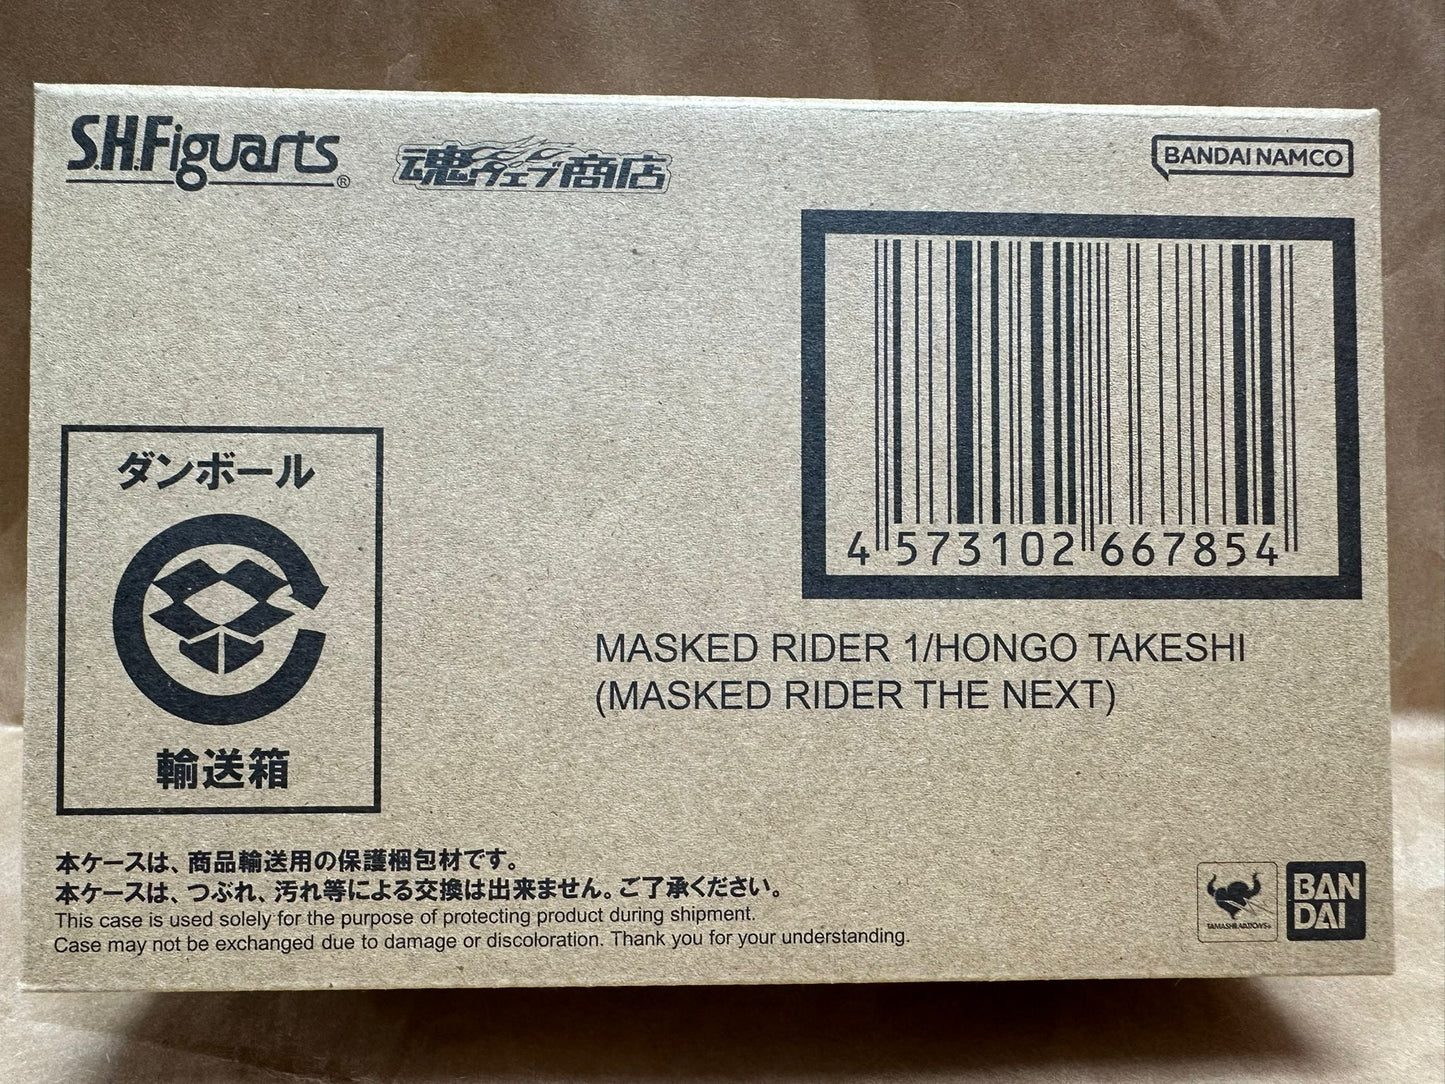 S.H.Figuarts®
魂ウェブ商店
BANDAI NAMCO
4 573102 667854
MASKED RIDER 1/HONGO TAKESHI
(MASKED RIDER THE NEXT)
ダンボール
輸送箱
本ケースは、商品輸送用の保護梱包材です。
本ケースは、つぶれ、汚れ等による交換は出来ません。ご了承ください。
This case is used solely for the purpose of protecting product during shipment.
Case may not be exchanged due to damage or discoloration. Thank you for your understanding.
TAMASHII NATIONS®
BAN
DAI